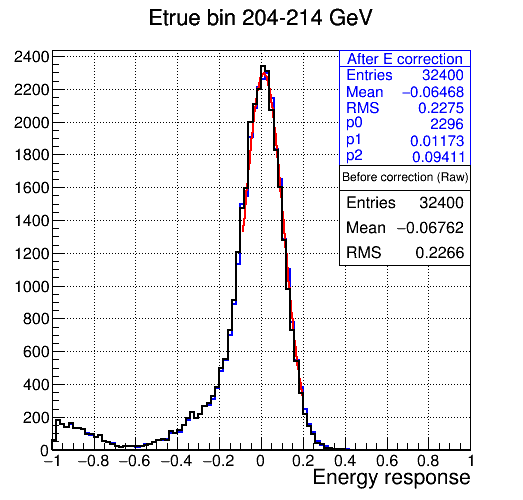 Etrue bin 204-214 GeV
After E correction
Entries 32400
Mean −0.06468
RMS 0.2275
p0 2296
p1 0.01173
p2 0.09411
Before correction (Raw)
Entries 32400
Mean −0.06762
RMS 0.2266
2400
2200
2000
1800
1600
1400
1200
1000
800
600
400
200
0
−1 −0.8 −0.6 −0.4 −0.2 0 0.2 0.4 0.6 0.8 1
Energy response